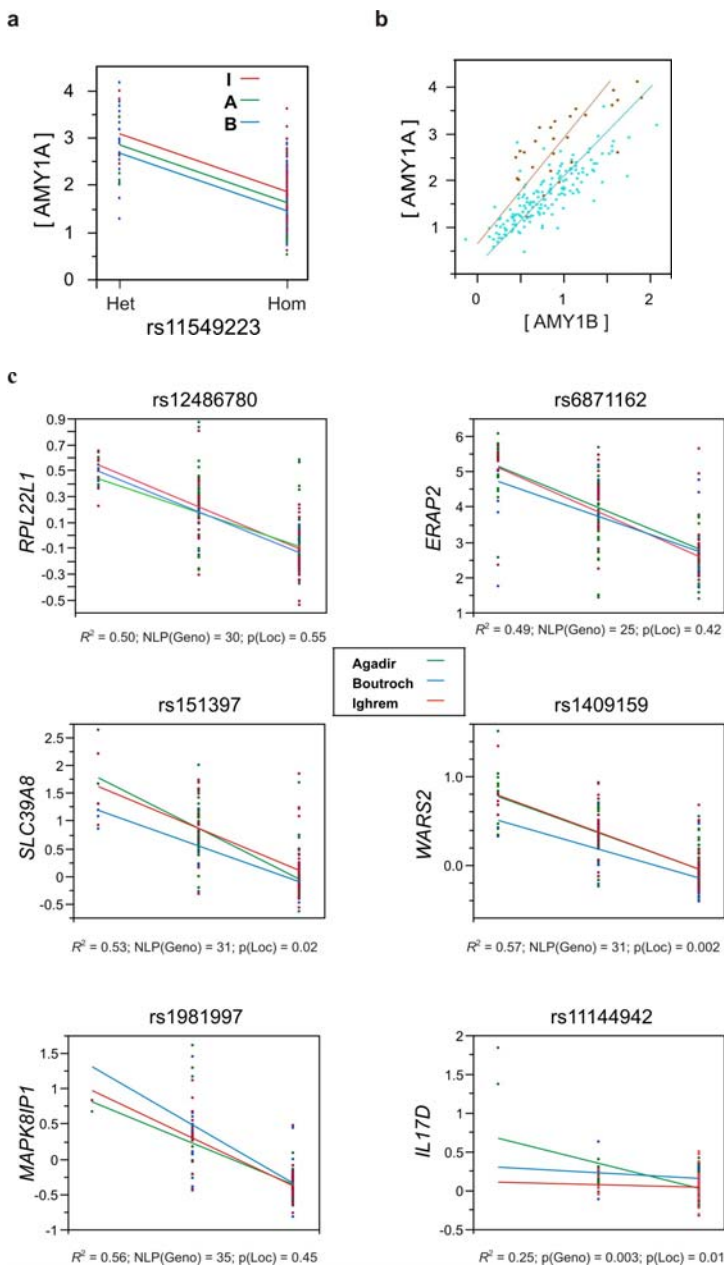 a
4
3
2
1
0
[ AMY1A ]
I
A
B
Het
Hom
rs11549223
b
4
3
2
1
[ AMY1A ]
0
1
2
[ AMY1B ]
c
rs12486780
0.9
0.7
0.5
0.3
0.1
-0.1
-0.3
-0.5
RPL22L1
R² = 0.50; NLP(Geno) = 30; p(Loc) = 0.55
rs6871162
6
5
4
3
2
1
ERAP2
R² = 0.49; NLP(Geno) = 25; p(Loc) = 0.42
Agadir
Boutroch
Ighrem
rs151397
2.5
2
1.5
1
0.5
0
-0.5
SLC39A8
R² = 0.53; NLP(Geno) = 31; p(Loc) = 0.02
rs1409159
1.0
0.0
WARS2
R² = 0.57; NLP(Geno) = 31; p(Loc) = 0.002
rs1981997
1.5
1
0.5
0
-0.5
-1
MAPK8IP1
R² = 0.56; NLP(Geno) = 35; p(Loc) = 0.45
rs11144942
2
1.5
1
0.5
0
-0.5
IL17D
R² = 0.25; p(Geno) = 0.003; p(Loc) = 0.01